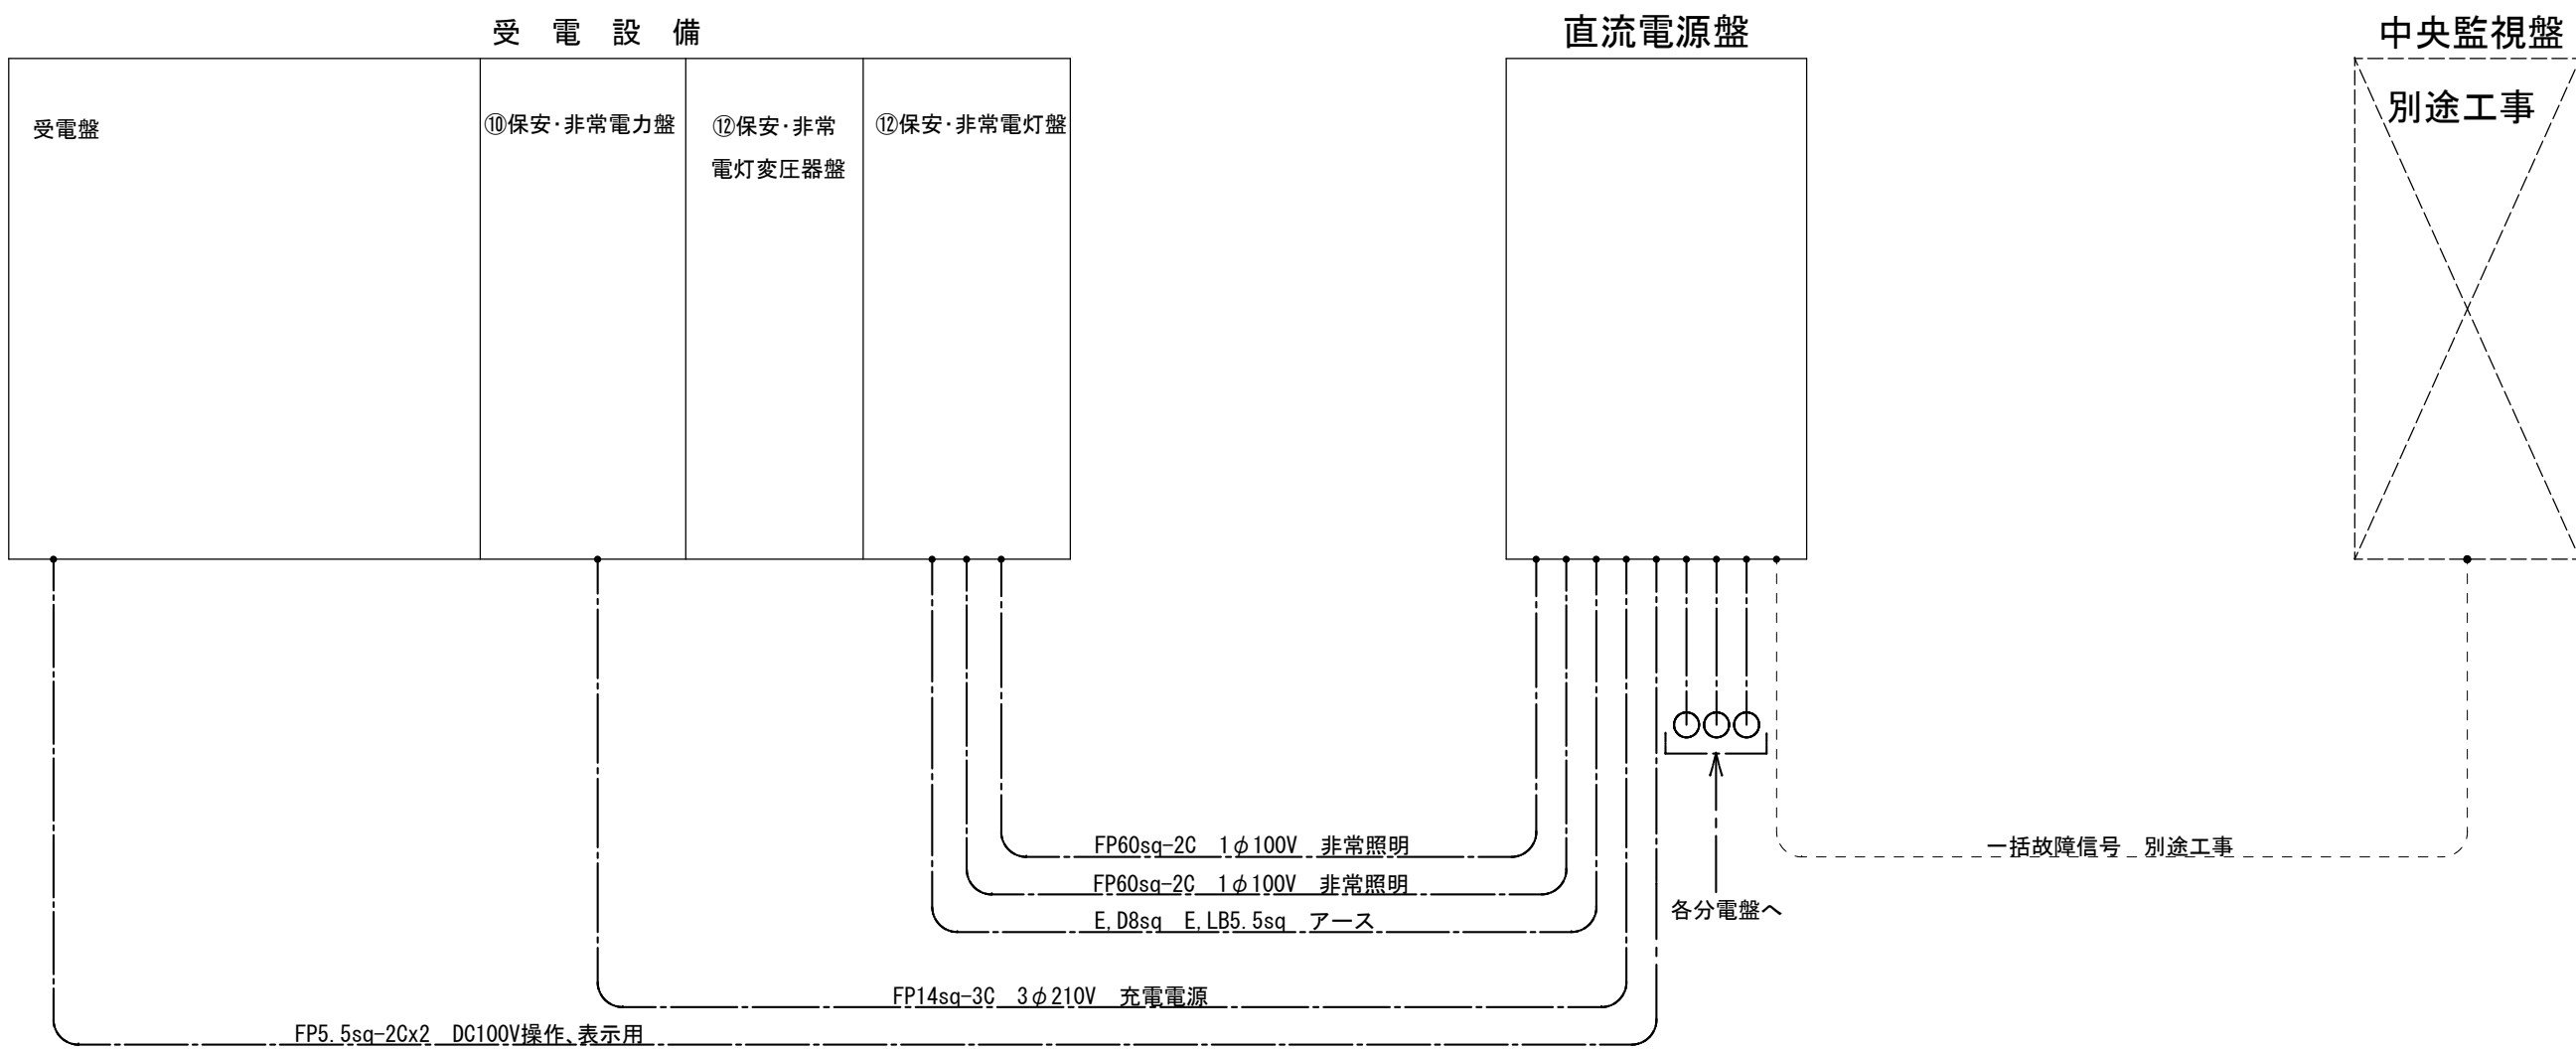 受　電　設　備
直流電源盤
中央監視盤
受電盤
⑩保安・非常電力盤
⑫保安・非常
電灯変圧器盤
⑫保安・非常電灯盤
別途工事
FP60sq-2C　1φ100V　非常照明
FP60sq-2C　1φ100V　非常照明
E,D8sq　E,LB5.5sq　アース
各分電盤へ
一括故障信号　別途工事
FP14sq-3C　3φ210V　充電電源
FP5.5sq-2Cx2　DC100V操作、表示用